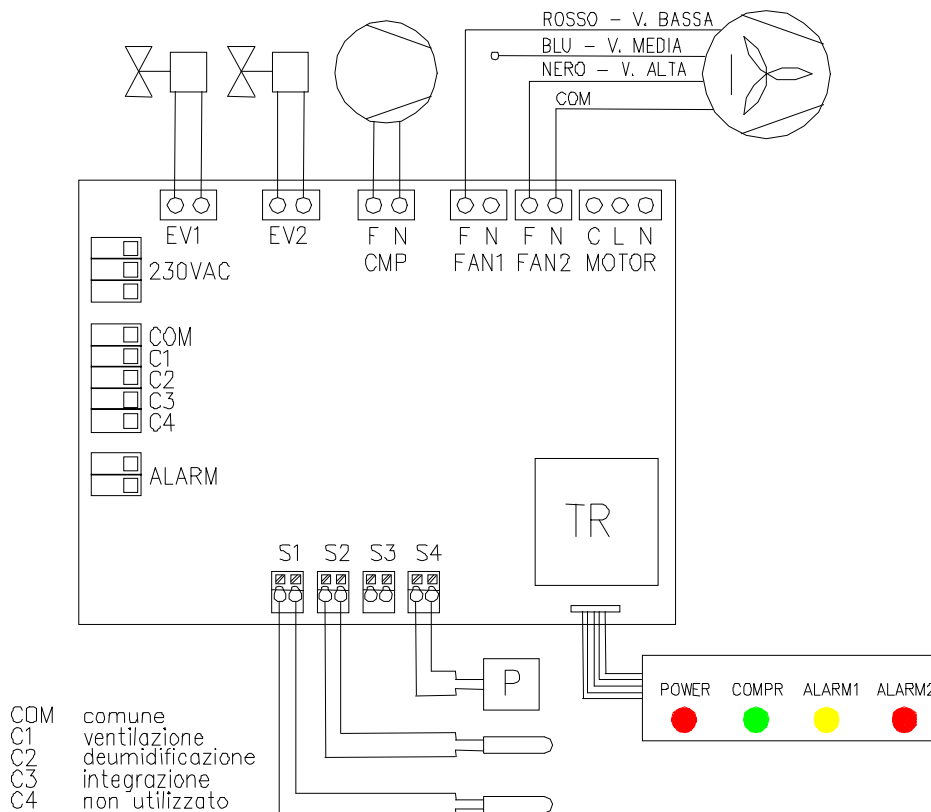 ROSSO - V. BASSA
BLU - V. MEDIA
NERO - V. ALTA
COM
EV1
EV2
F N
CMP
F N
FAN1
F N
FAN2
C L N
MOTOR
230VAC
COM
C1
C2
C3
C4
ALARM
TR
S1
S2
S3
S4
P
POWER
COMPR
ALARM1
ALARM2
COM comune
C1 ventilazione
C2 deumidificazione
C3 integrazione
C4 non utilizzato